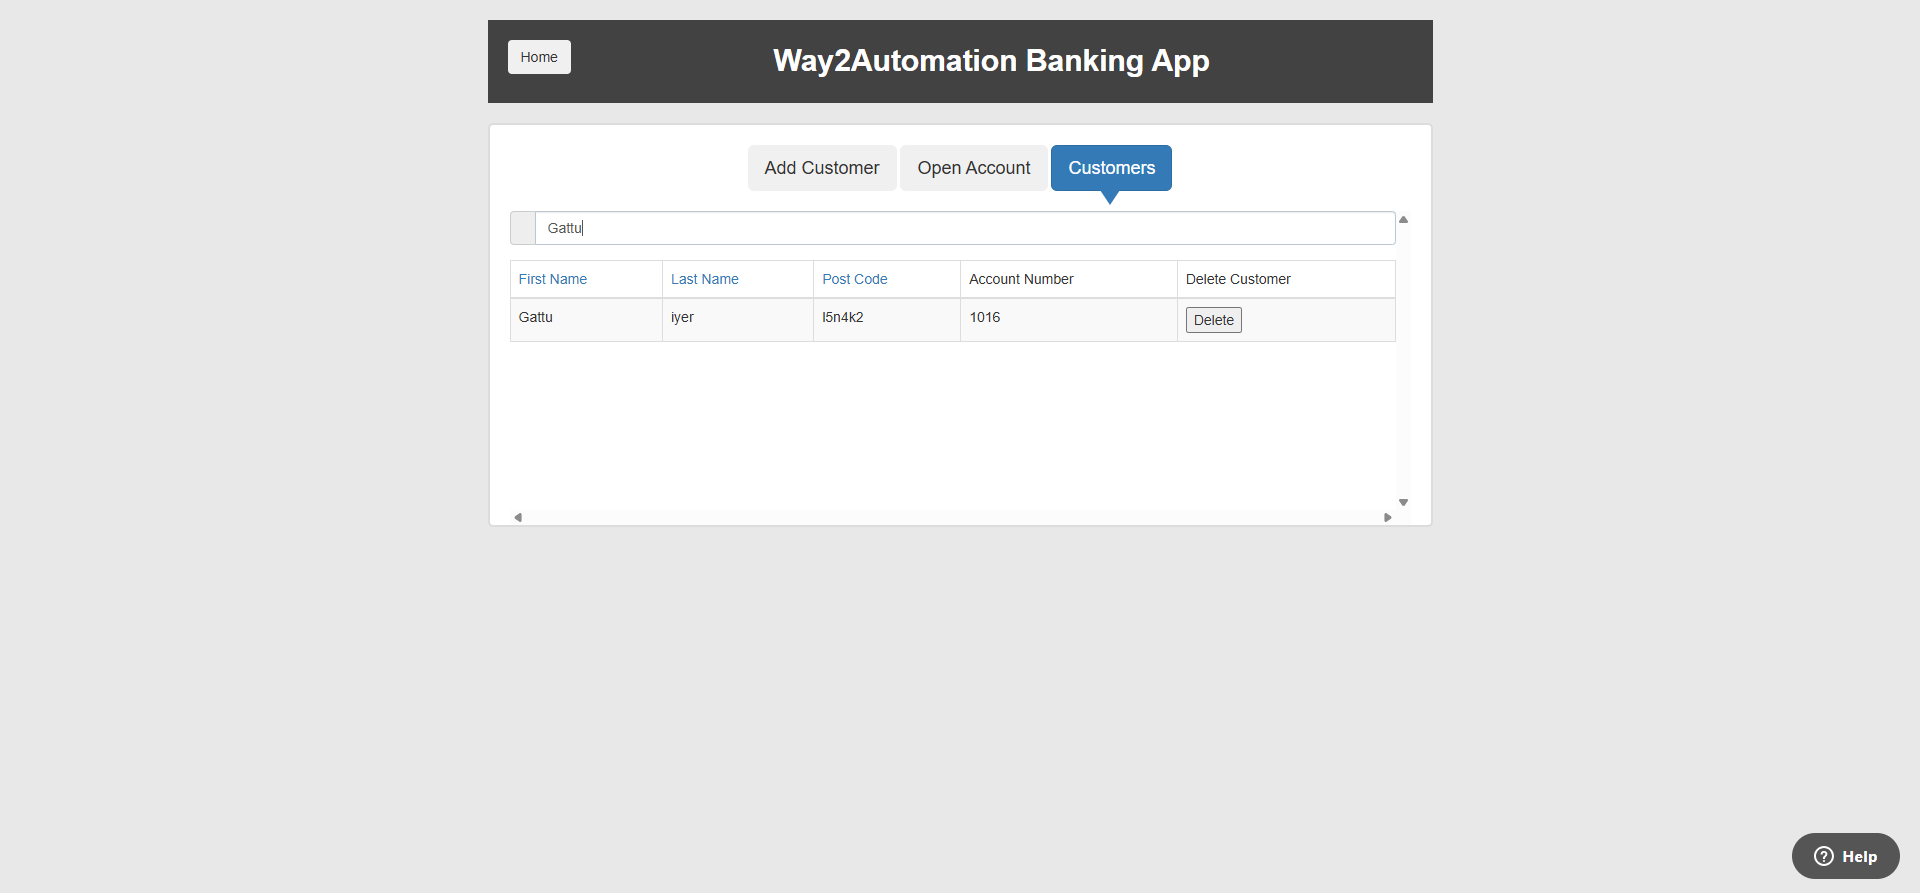 Home
Way2Automation Banking App
Add Customer Open Account Customers
Gattu
First Name Last Name Post Code Account Number Delete Customer
Gattu iyer l5n4k2 1016 Delete
Help